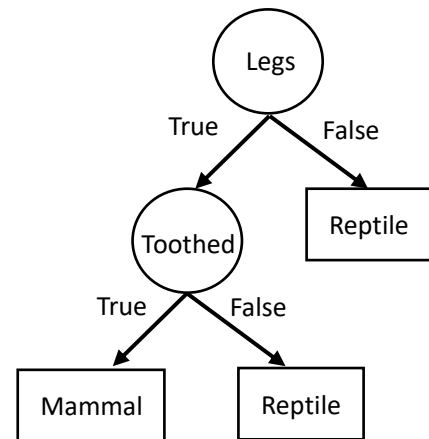 Legs
True
False
Reptile
Toothed
True
False
Mammal
Reptile